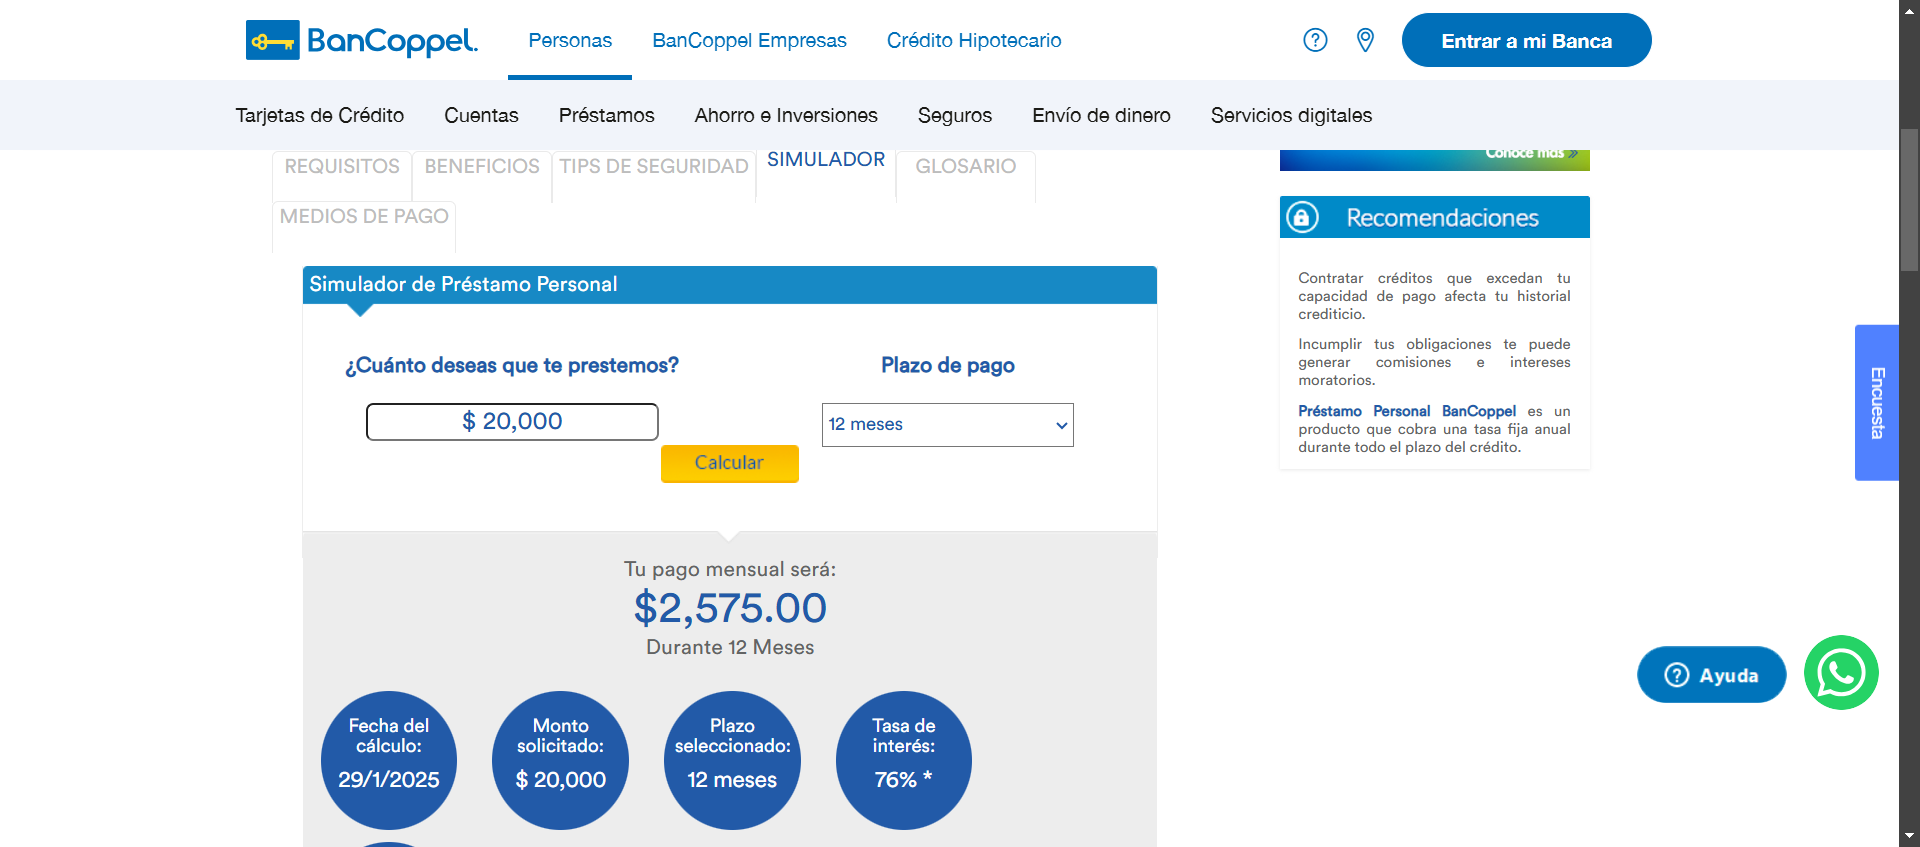 BanCoppel.
Personas
BanCoppel Empresas
Crédito Hipotecario
Entrar a mi Banca
Tarjetas de Crédito
Cuentas
Préstamos
Ahorro e Inversiones
Seguros
Envío de dinero
Servicios digitales
REQUISITOS
BENEFICIOS
TIPS DE SEGURIDAD
SIMULADOR
GLOSARIO
MEDIOS DE PAGO
Conoce más »
Simulador de Préstamo Personal
¿Cuánto deseas que te prestemos?
$ 20,000
Plazo de pago
12 meses
Calcular
Tu pago mensual será:
$2,575.00
Durante 12 Meses
Fecha del
cálculo:
29/1/2025
Monto
solicitado:
$ 20,000
Plazo
seleccionado:
12 meses
Tasa de
interés:
76% *
Recomendaciones
Contratar créditos que excedan tu
capacidad de pago afecta tu historial
crediticio.
Incumplir tus obligaciones te puede
generar comisiones e intereses
moratorios.
Préstamo Personal BanCoppel es un
producto que cobra una tasa fija anual
durante todo el plazo del crédito.
Encuesta
? Ayuda